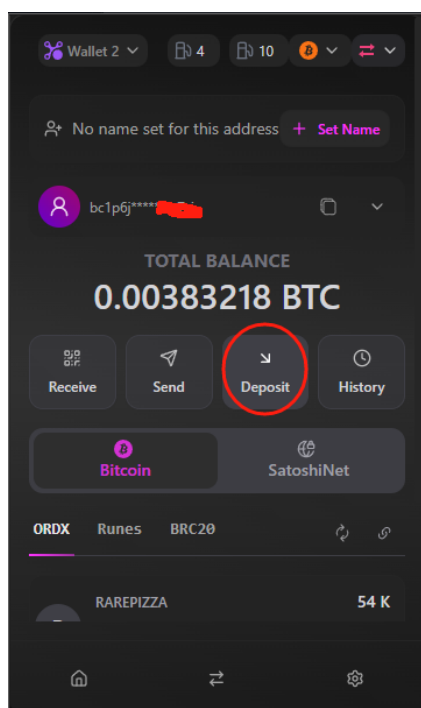 Wallet 2 4 10
No name set for this address + Set Name
bc1p6j*****
TOTAL BALANCE
0.00383218 BTC
Receive Send Deposit History
Bitcoin SatoshiNet
ORDX Runes BRC20
RAREPIZZA 54 K